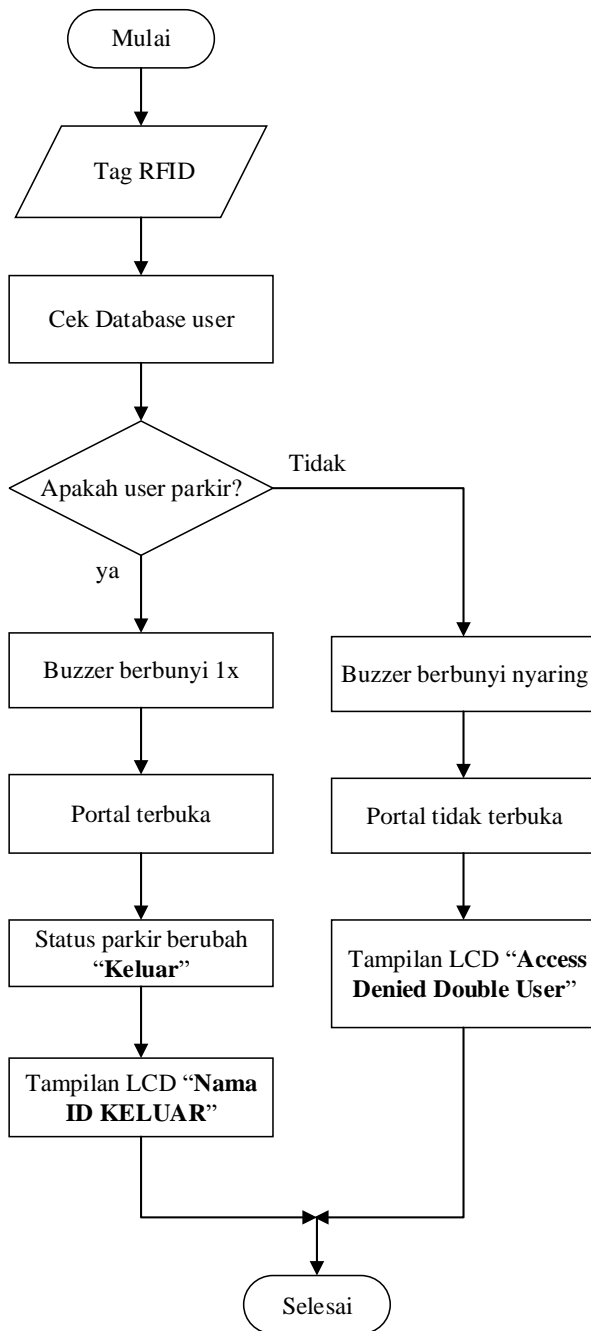 Mulai
Tag RFID
Cek Database user
Apakah user parkir?
Tidak
ya
Buzzer berbunyi 1x
Portal terbuka
Status parkir berubah
“Keluar”
Tampilan LCD “Nama
ID KELUAR”
Buzzer berbunyi nyaring
Portal tidak terbuka
Tampilan LCD “Access
Denied Double User”
Selesai